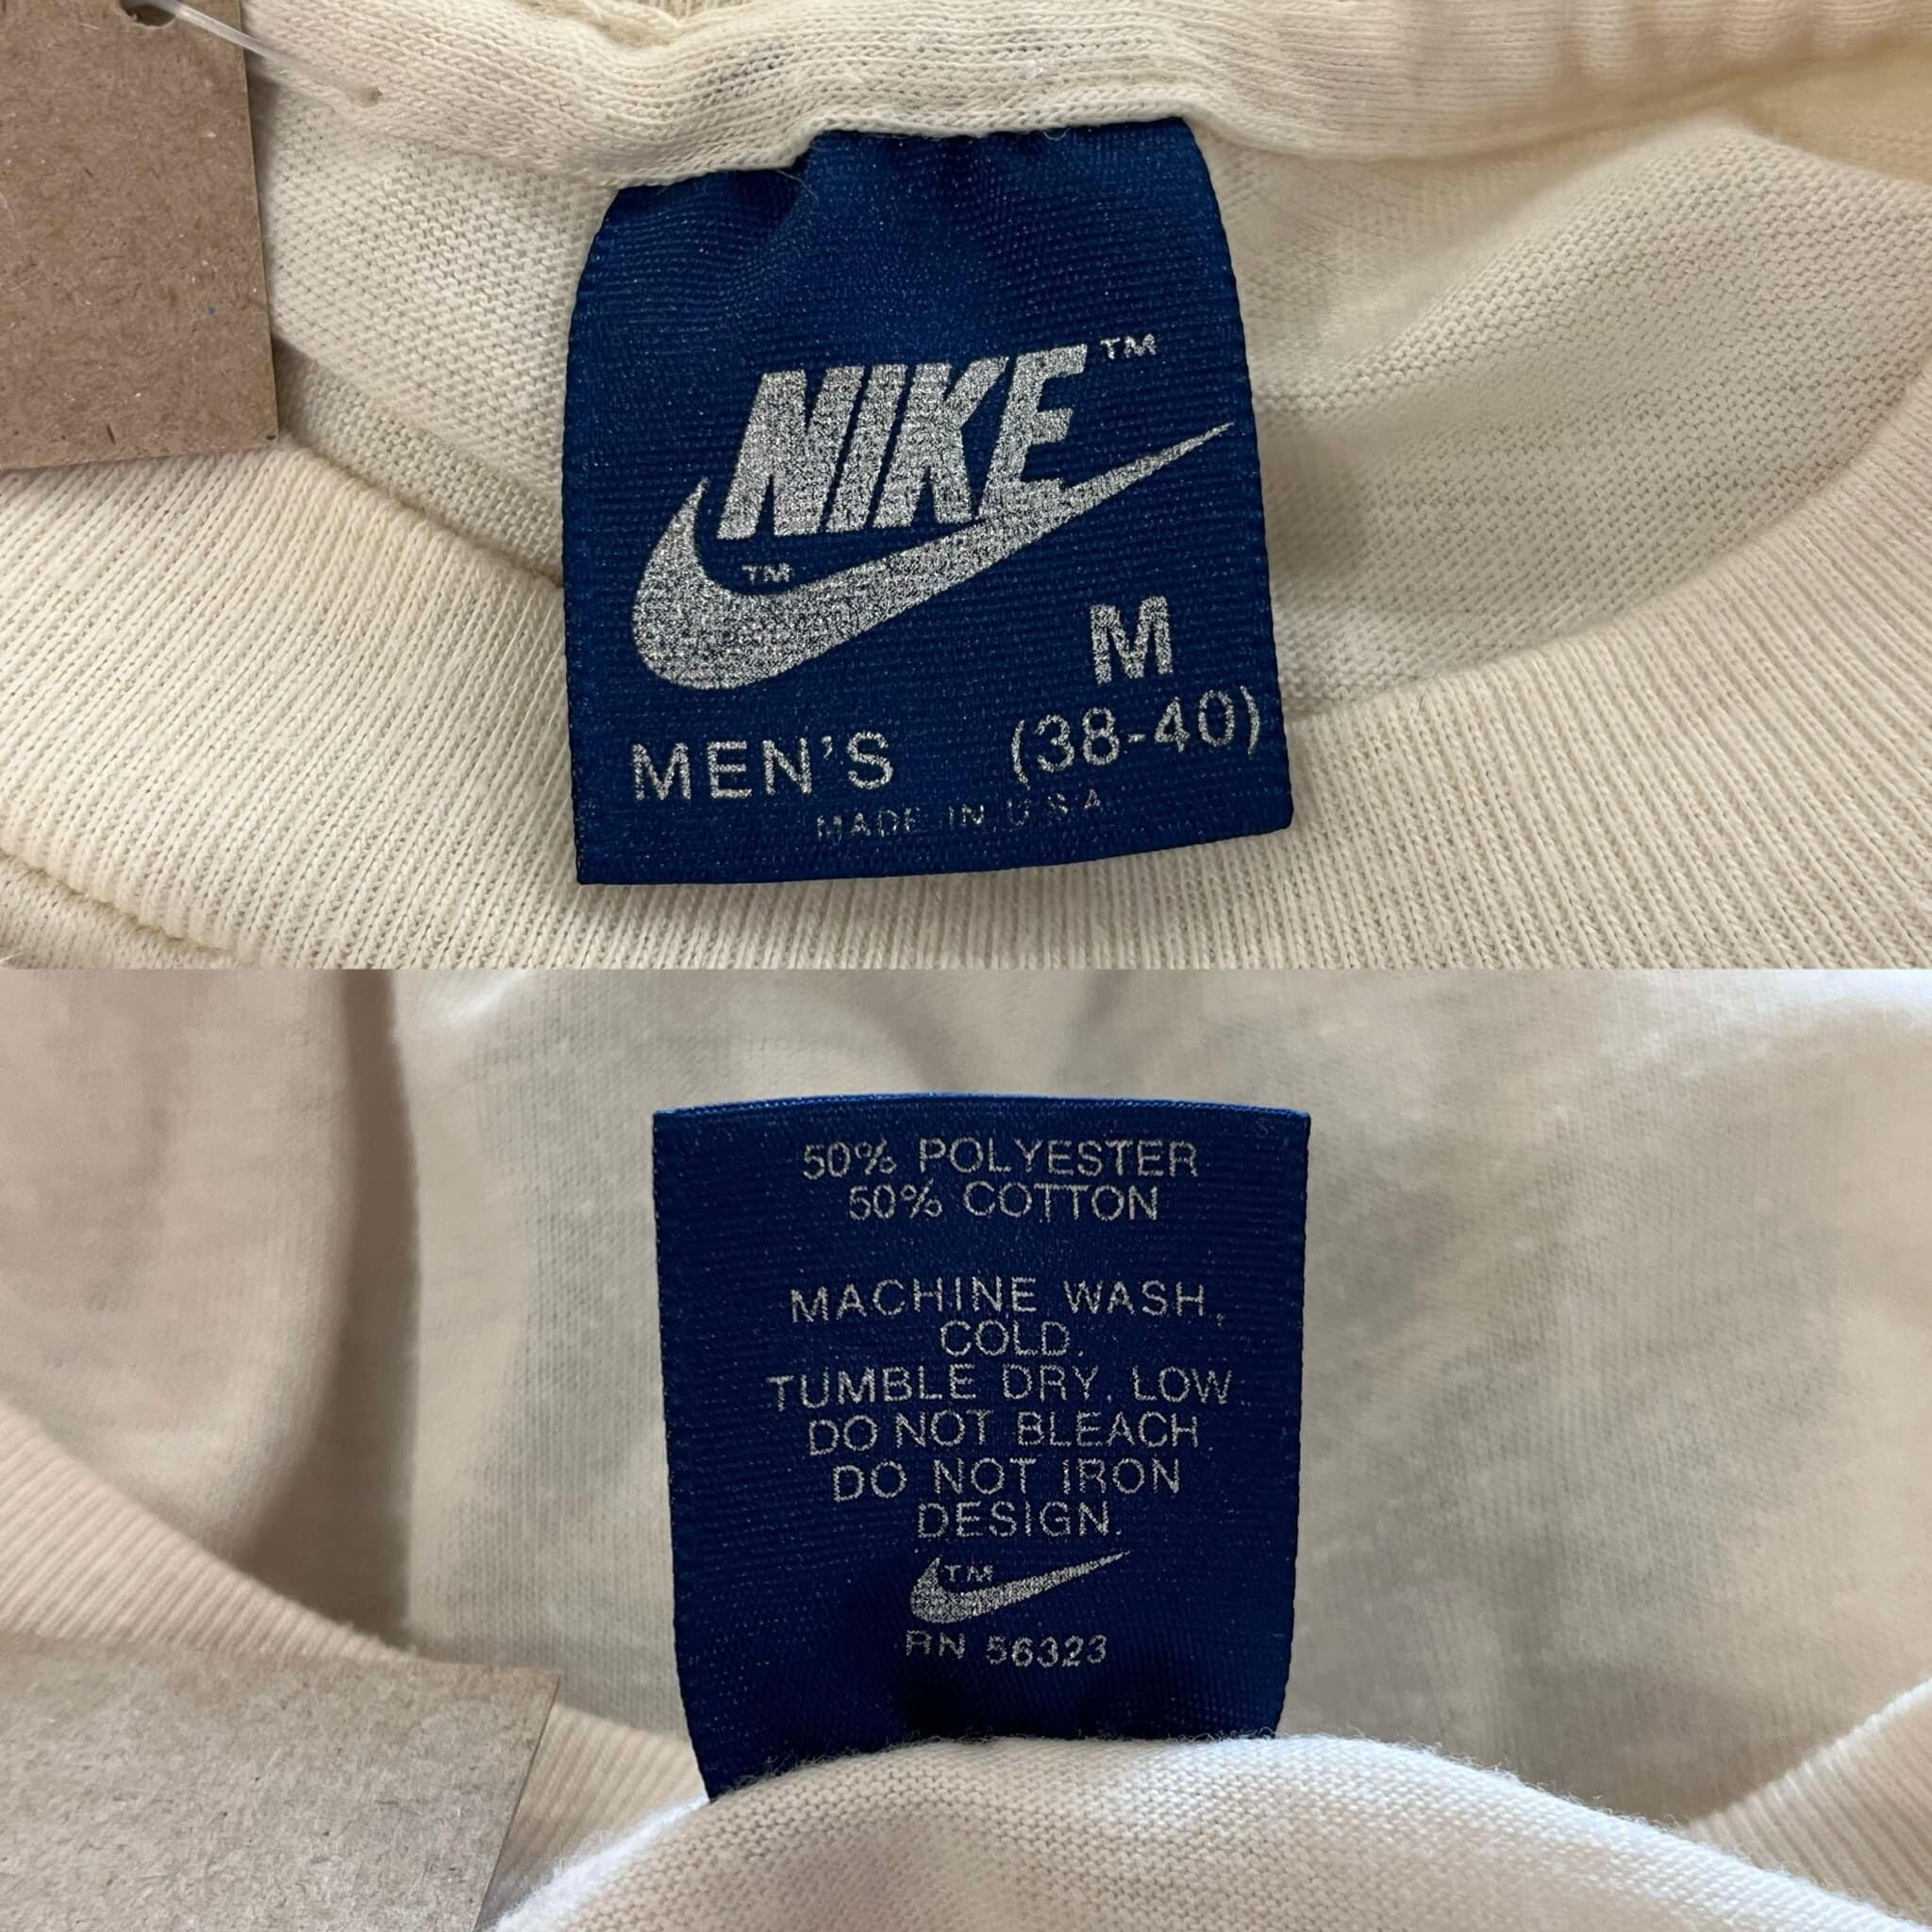 NIKE™
™
M
MEN'S (38-40)
MADE IN U.S.A.
50% POLYESTER
50% COTTON
MACHINE WASH,
COLD.
TUMBLE DRY, LOW.
DO NOT BLEACH.
DO NOT IRON
DESIGN.
™
RN 56323